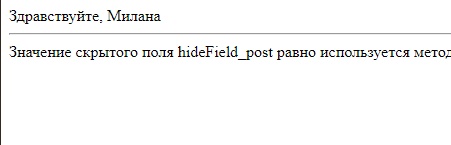 Здравствуйте, Милана
Значение скрытого поля hideField_post равно используется метод